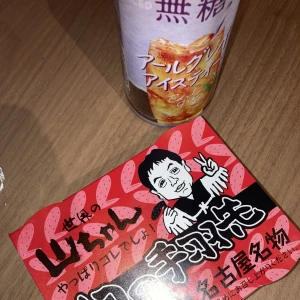 無糖
アールグレイ
アイスティー
世界の
山ちゃん
やっぱりコレでしょ!
幻の手羽先
名古屋名物